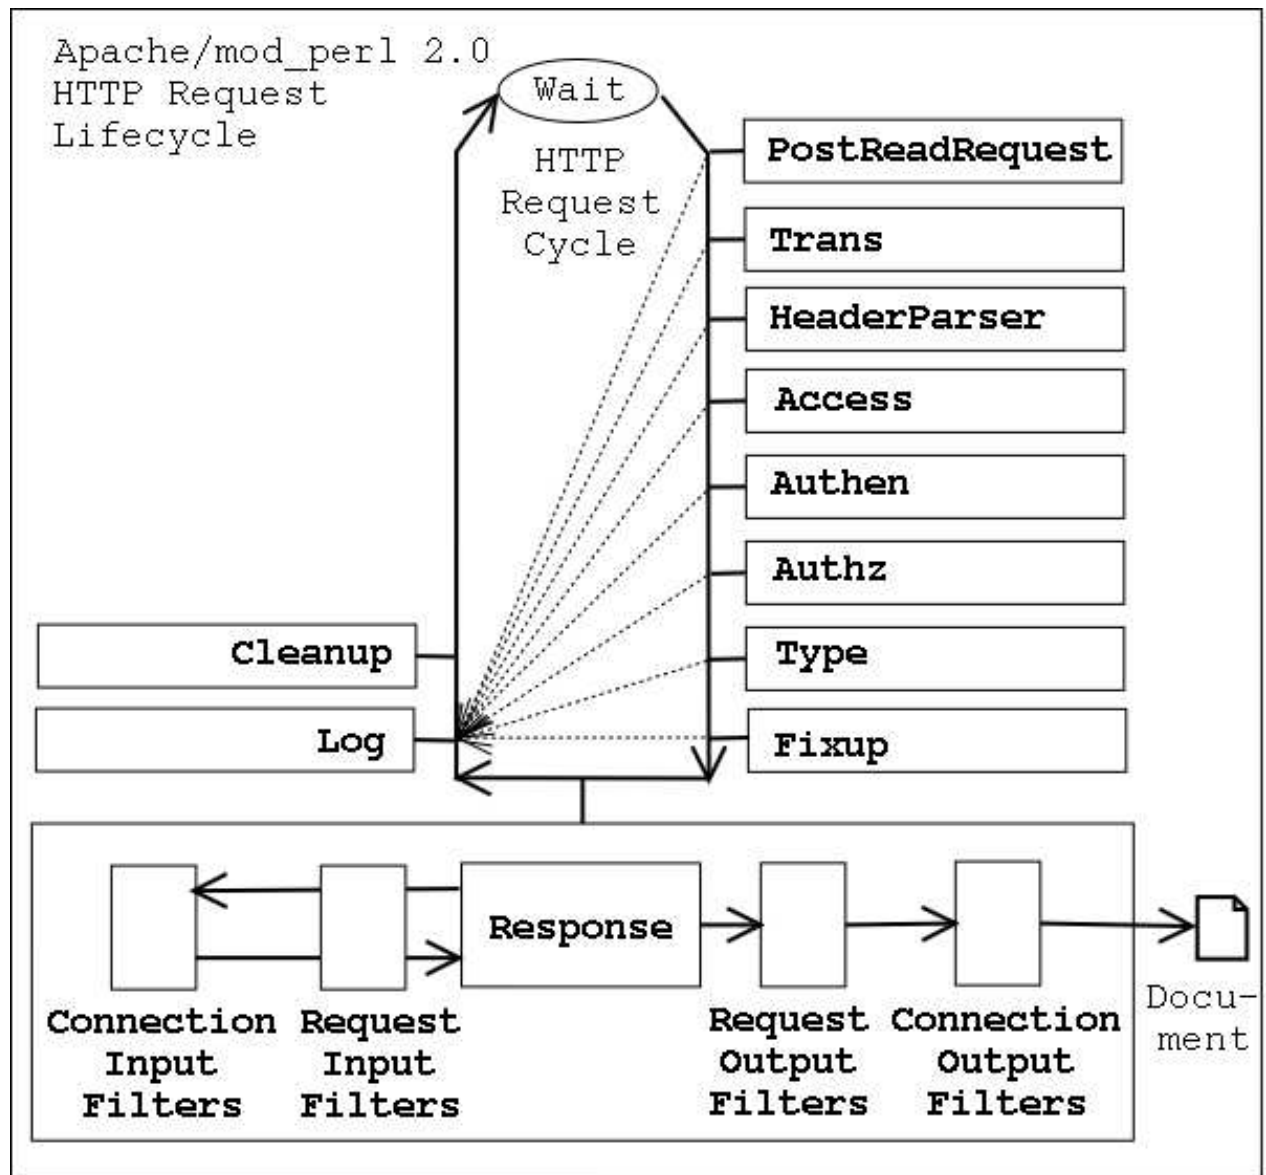 Apache/mod_perl 2.0
HTTP Request
Lifecycle
Wait
HTTP
Request
Cycle
PostReadRequest
Trans
HeaderParser
Access
Authen
Authz
Type
Fixup
Cleanup
Log
Response
Connection
Input
Filters
Request
Input
Filters
Request
Output
Filters
Connection
Output
Filters
Docu-
ment